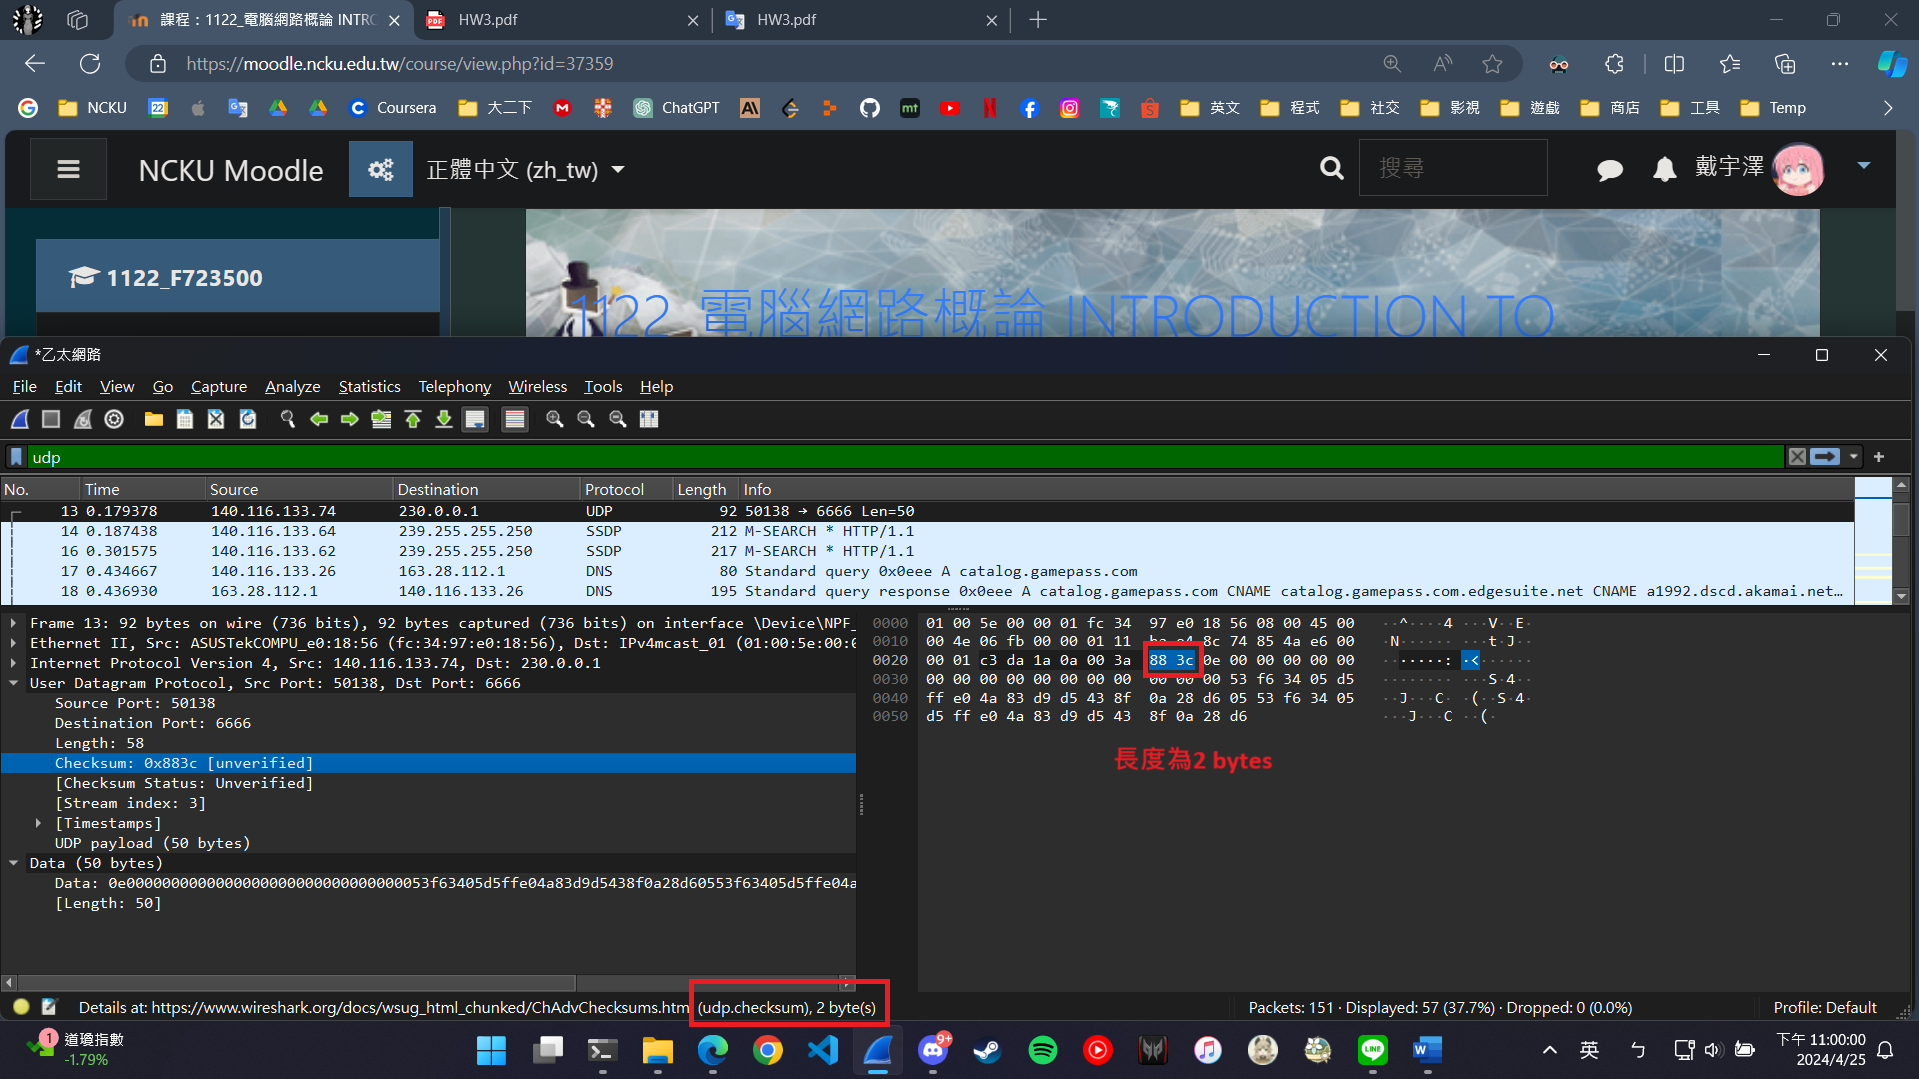 課程：1122_電腦網路概論 INTRO
HW3.pdf
HW3.pdf
https://moodle.ncku.edu.tw/course/view.php?id=37359
NCKU
22
Coursera
大二下
ChatGPT
英文
程式
社交
影視
遊戲
商店
工具
Temp
NCKU Moodle
正體中文 (zh_tw)
搜尋
戴宇澤
1122_F723500
1122_電腦網路概論 INTRODUCTION TO
*乙太網路
File Edit View Go Capture Analyze Statistics Telephony Wireless Tools Help
udp
No. Time Source Destination Protocol Length Info
13 0.179378 140.116.133.74 230.0.0.1 UDP 92 50138 → 6666 Len=50
14 0.187438 140.116.133.64 239.255.255.250 SSDP 212 M-SEARCH * HTTP/1.1
16 0.301575 140.116.133.62 239.255.255.250 SSDP 217 M-SEARCH * HTTP/1.1
17 0.434667 140.116.133.26 163.28.112.1 DNS 80 Standard query 0x0eee A catalog.gamepass.com
18 0.436930 163.28.112.1 140.116.133.26 DNS 195 Standard query response 0x0eee A catalog.gamepass.com CNAME catalog.gamepass.com.edgesuite.net CNAME a1992.dscd.akamai.net…
Frame 13: 92 bytes on wire (736 bits), 92 bytes captured (736 bits) on interface \Device\NPF_
Ethernet II, Src: ASUSTekCOMPU_e0:18:56 (fc:34:97:e0:18:56), Dst: IPv4mcast_01 (01:00:5e:00:0
Internet Protocol Version 4, Src: 140.116.133.74, Dst: 230.0.0.1
User Datagram Protocol, Src Port: 50138, Dst Port: 6666
Source Port: 50138
Destination Port: 6666
Length: 58
Checksum: 0x883c [unverified]
[Checksum Status: Unverified]
[Stream index: 3]
[Timestamps]
UDP payload (50 bytes)
Data (50 bytes)
[Length: 50]
0000 01 00 5e 00 00 01 fc 34 97 e0 18 56 08 00 45 00 ··^····4 ···V··E·
0010 00 4e 06 fb 00 00 01 11 8c 74 85 4a e6 00
0020 00 01 c3 da 1a 0a 00 3a 88 3c 0e 00 00 00 00 00 ·······: ·<······
0030 00 00 00 00 00 00 00 00 00 00 00 53 f6 34 05 d5 ········ ···S·4··
0040 ff e0 4a 83 d9 d5 43 8f 0a 28 d6 05 53 f6 34 05 ··J···C· ·(··S·4·
0050 d5 ff e0 4a 83 d9 d5 43 8f 0a 28 d6 ···J···C ··(·
長度為2 bytes
Details at: https://www.wireshark.org/docs/wsug_html_chunked/ChAdvChecksums.htm (udp.checksum), 2 byte(s)
Packets: 151 · Displayed: 57 (37.7%) · Dropped: 0 (0.0%)
Profile: Default
1
道瓊指數
-1.79%
9+
LINE
英
ㄅ
下午 11:00:00
2024/4/25